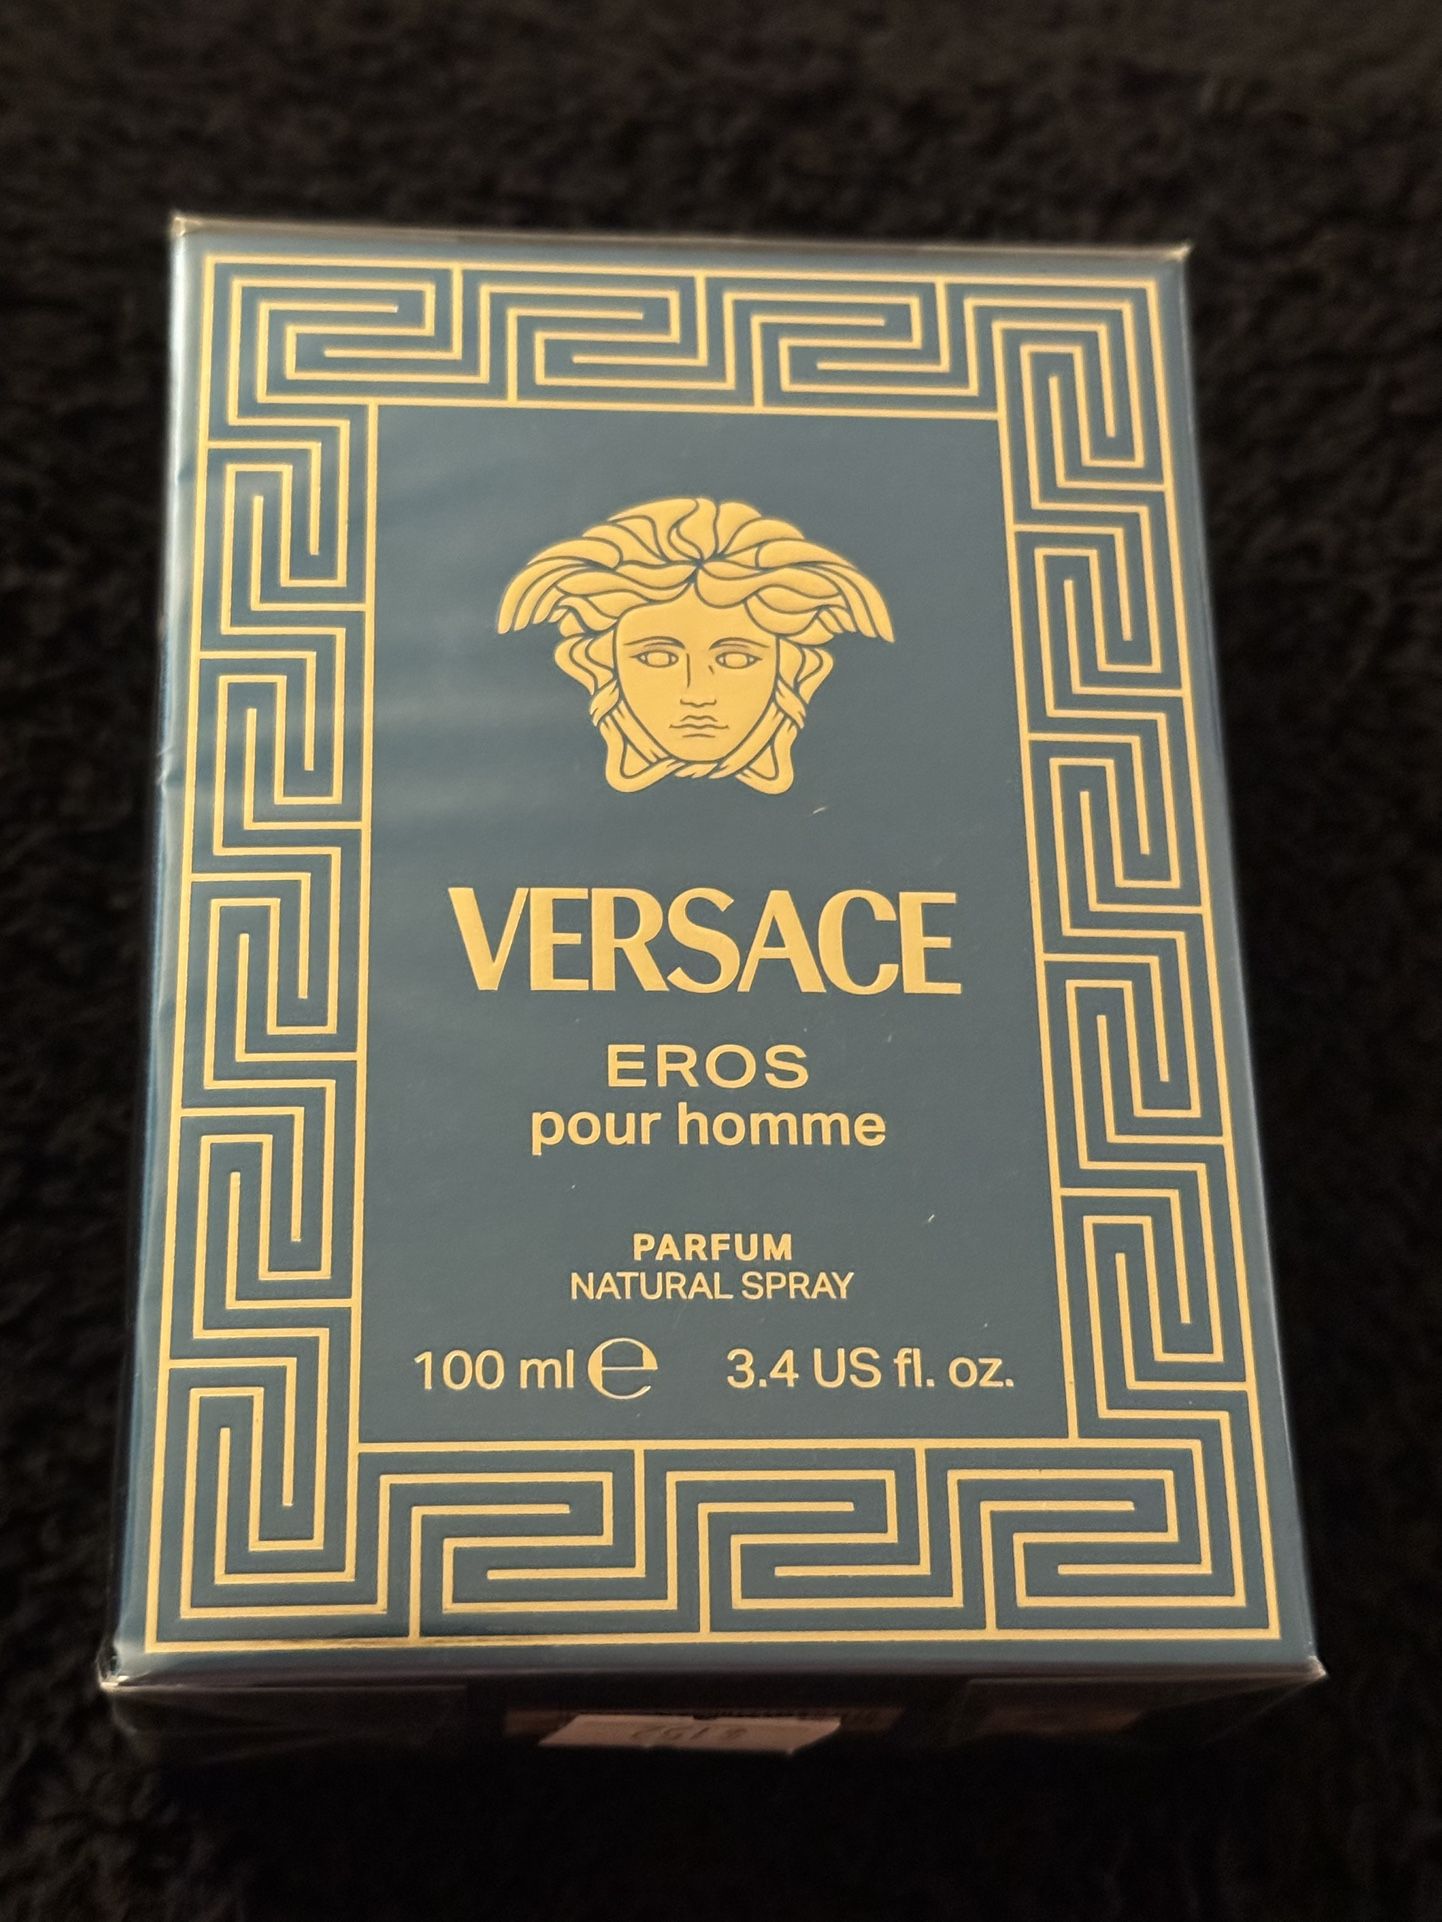 VERSACE
EROS
pour homme
PARFUM
NATURAL SPRAY
100 ml ℮ 3.4 US fl. oz.